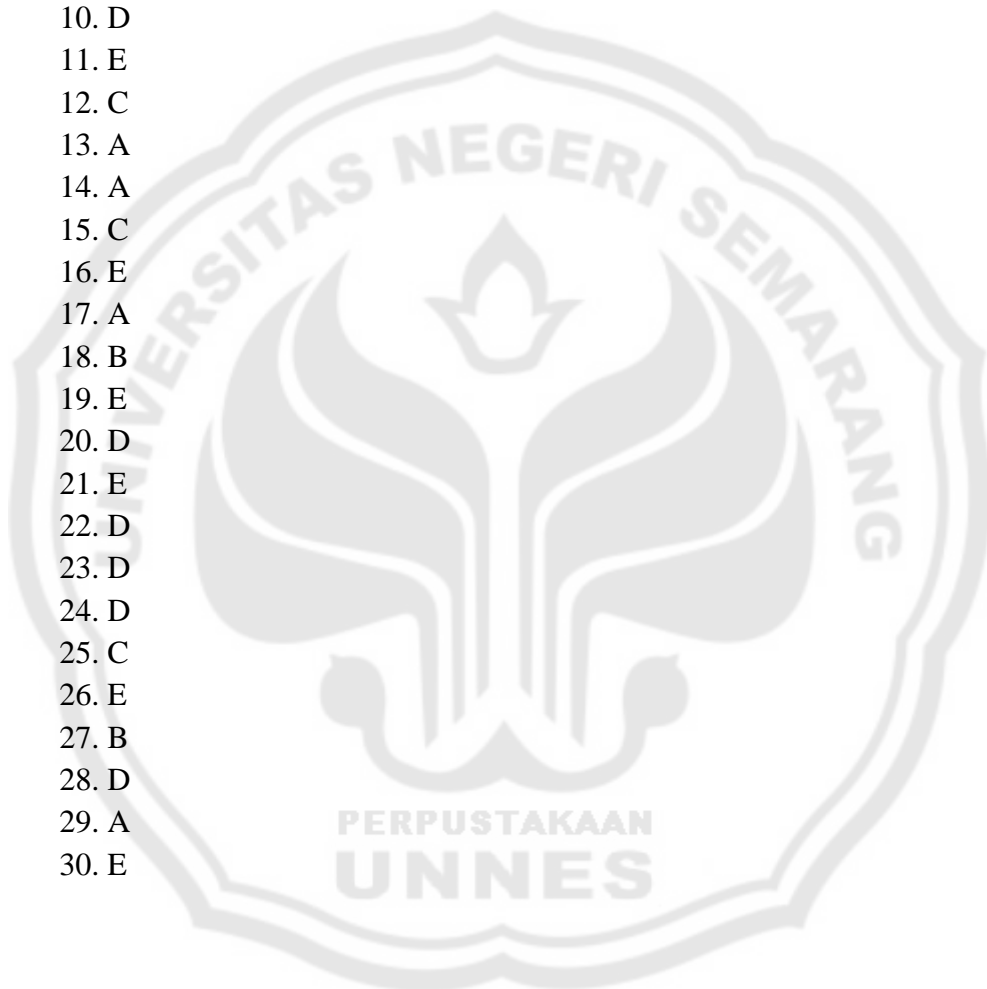 10. D
11. E
12. C
13. A
14. A
15. C
16. E
17. A
18. B
19. E
20. D
21. E
22. D
23. D
24. D
25. C
26. E
27. B
28. D
29. A
30. E
UNIVERSITAS NEGERI SEMARANG
PERPUSTAKAAN
UNNES